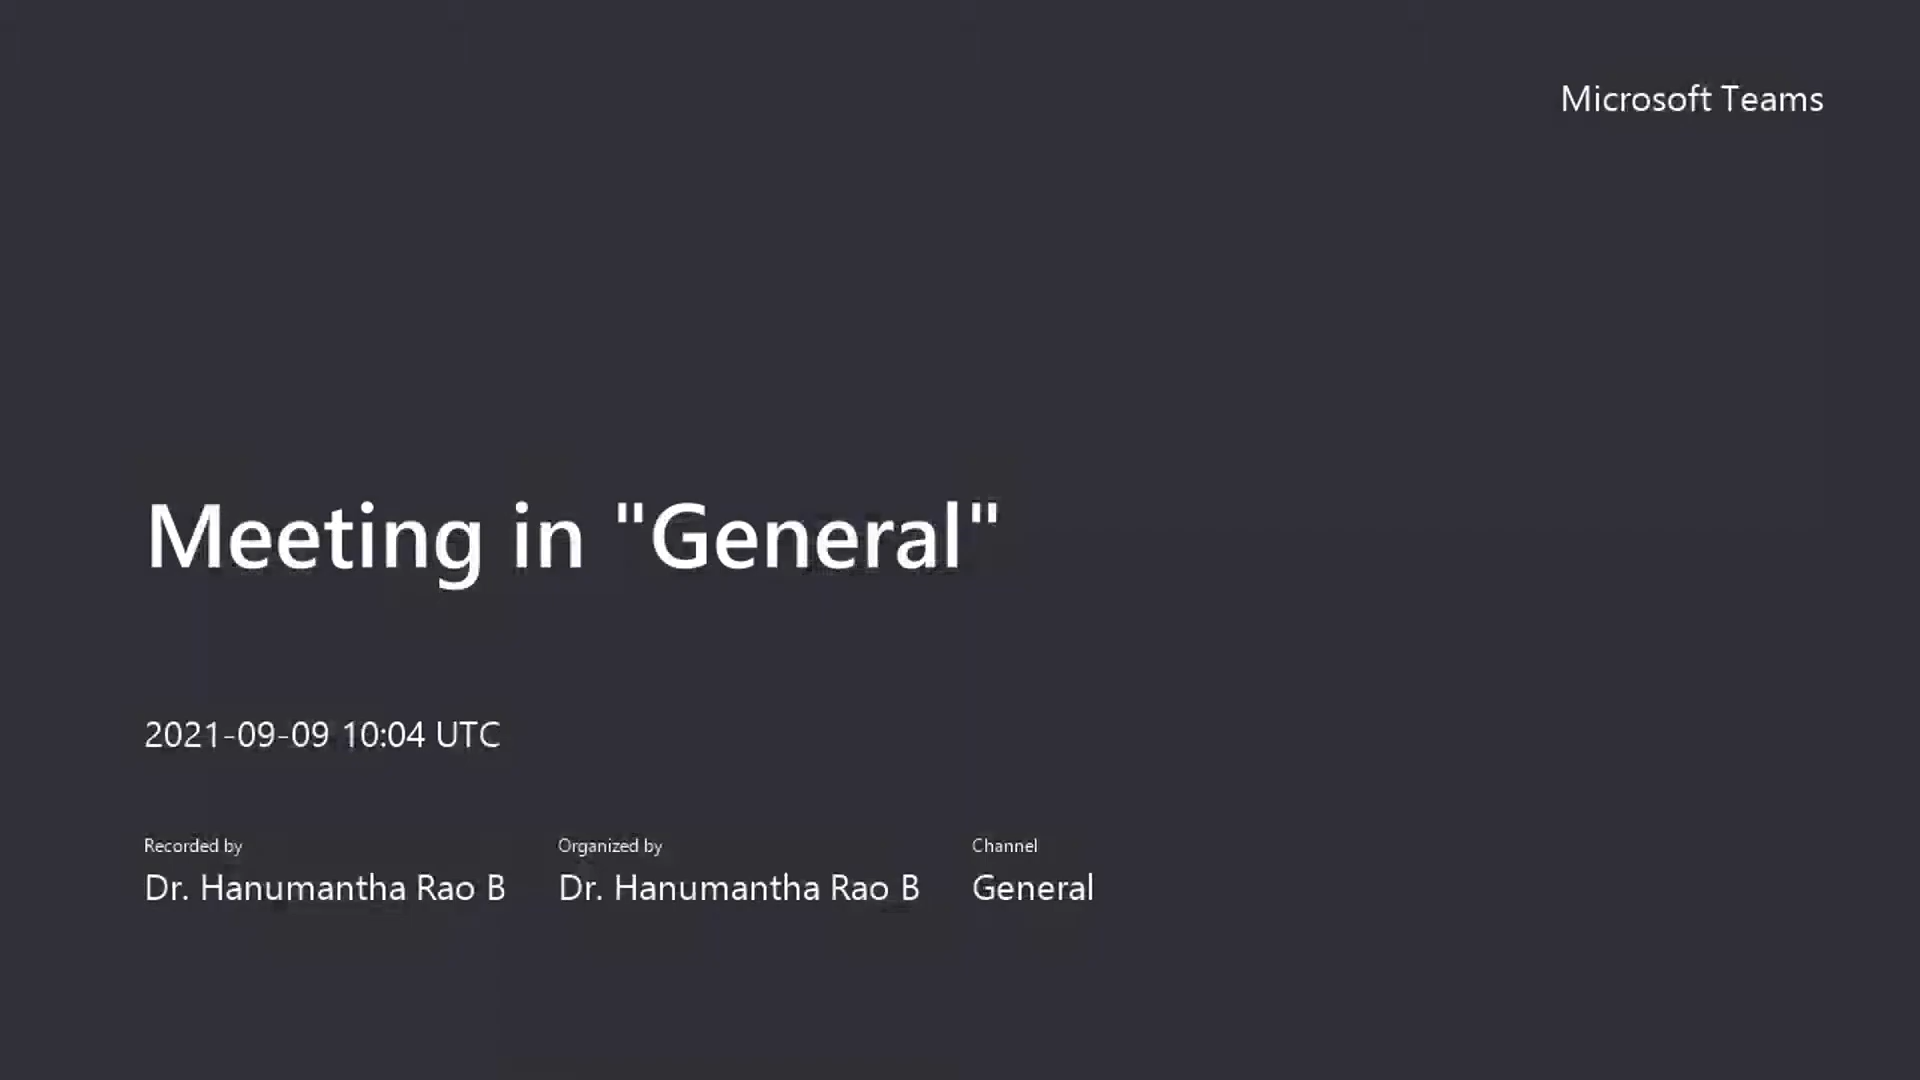 Microsoft Teams
Meeting in "General"
2021-09-09 10:04 UTC
Recorded by
Dr. Hanumantha Rao B
Organized by
Dr. Hanumantha Rao B
Channel
General